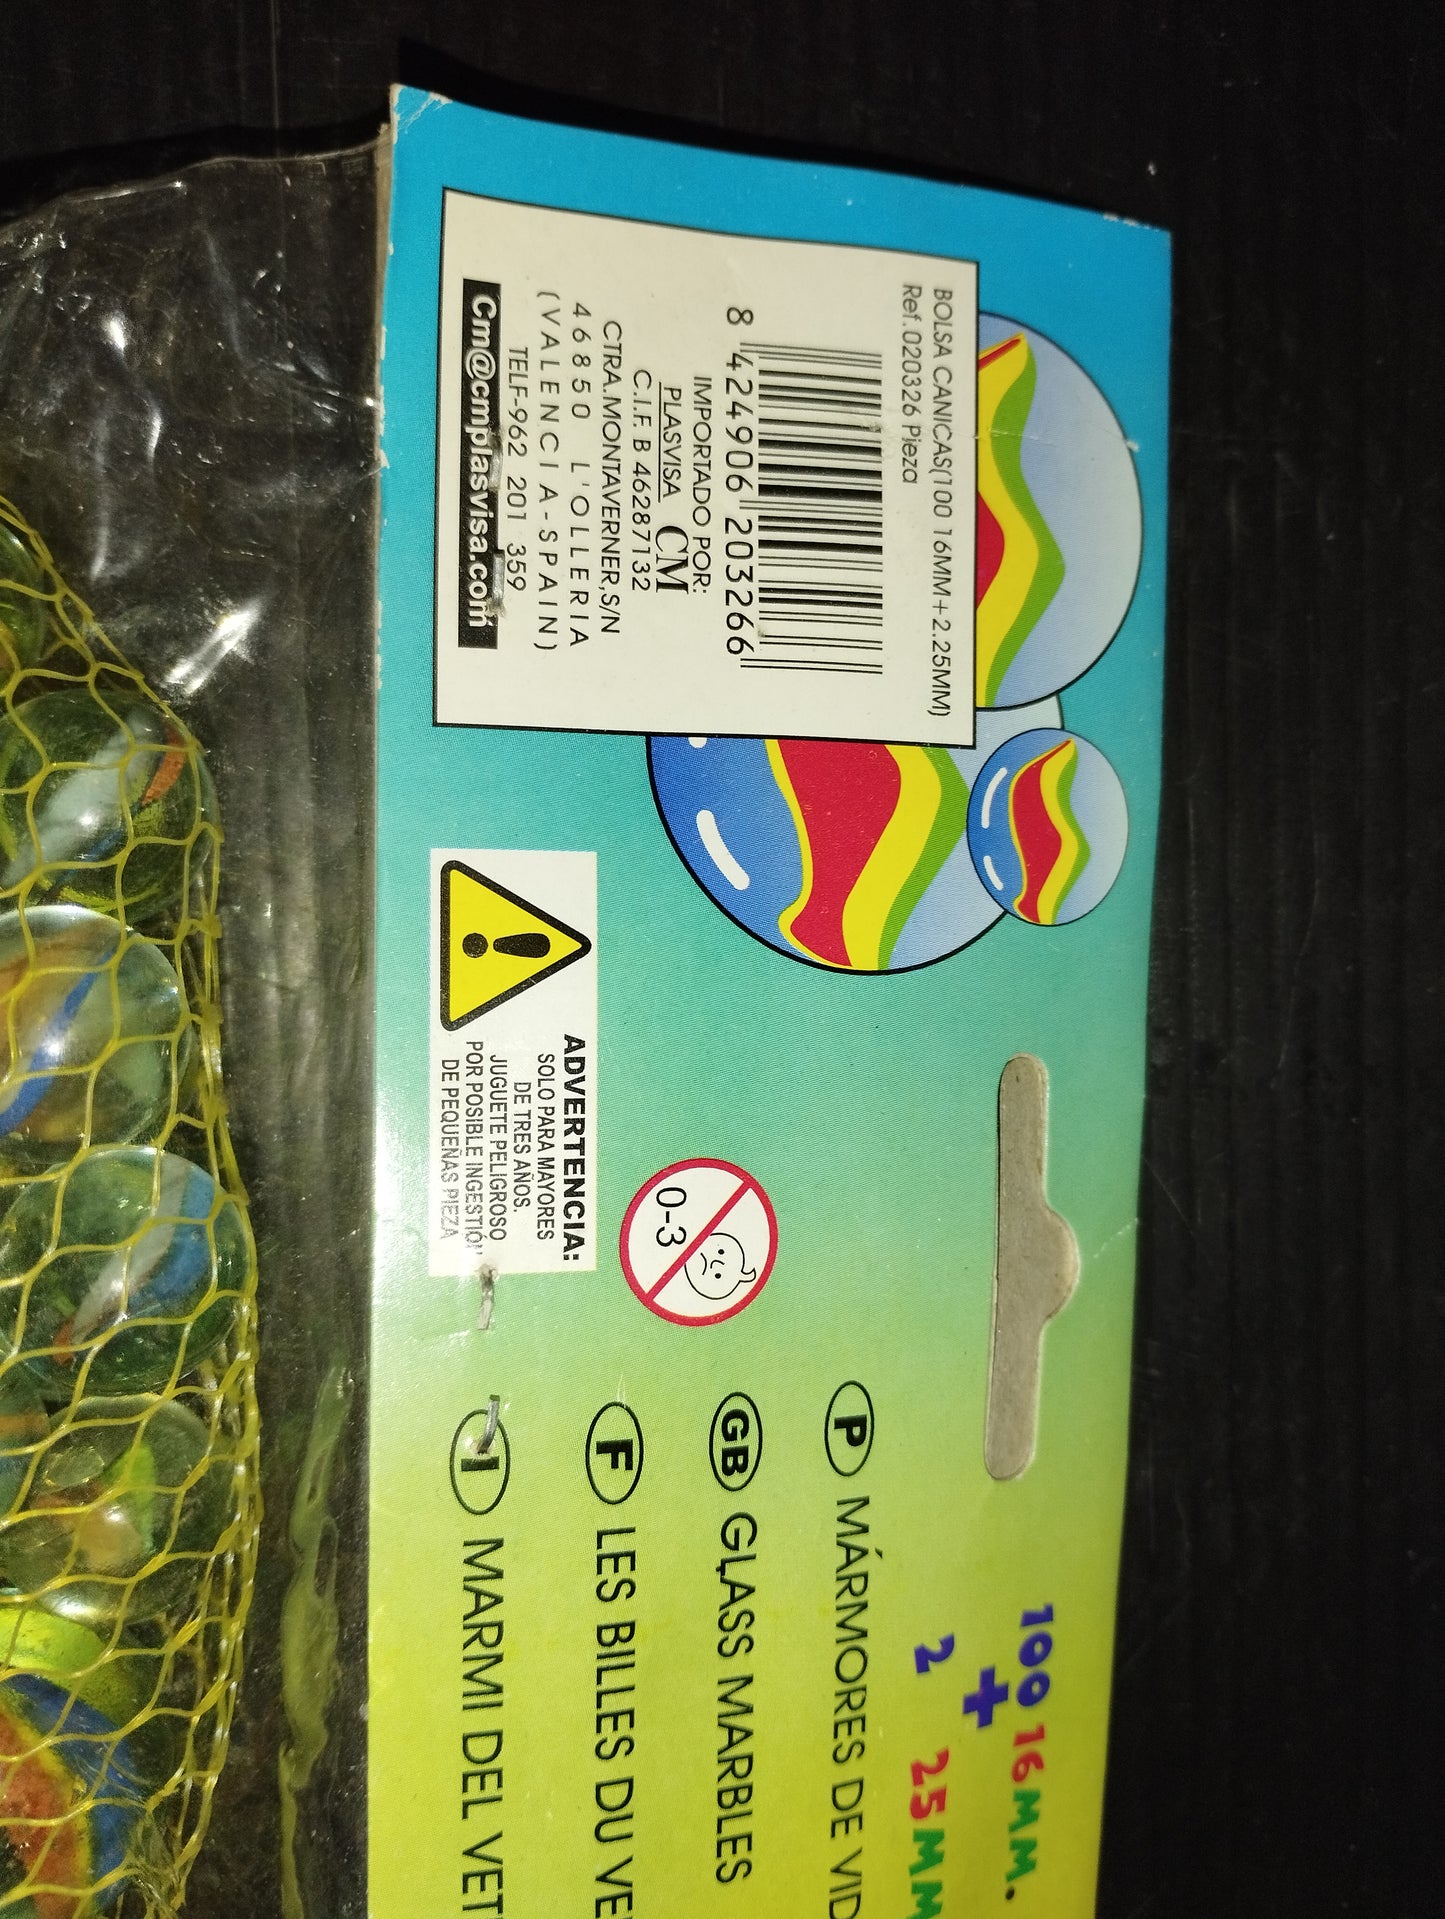 BOLSA CANICAS(100 16MM+2.25MM)
Ref.020326 Pieza
8 424906 203266
IMPORTADO POR:
PLASVISA CM
C.I.F. B 46287132
CTRA.MONTAVERNER,S/N
46850 L'OLLERIA
(VALENCIA-SPAIN)
TELF-962 201 359
Cm@cmplasvisa.com
ADVERTENCIA:
SOLO PARA MAYORES
DE TRES AÑOS.
JUGUETE PELIGROSO
POR POSIBLE INGESTIÓN
DE PEQUEÑAS PIEZA
0-3
100 16MM.
+
2 25MM
P MÁRMORES DE VID
GB GLASS MARBLES
F LES BILLES DU VE
I MARMI DEL VET